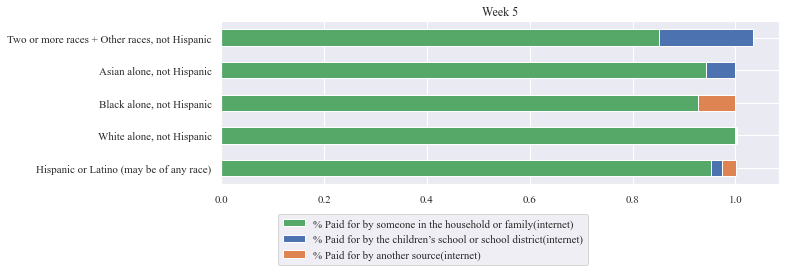 Week 5
Two or more races + Other races, not Hispanic
Asian alone, not Hispanic
Black alone, not Hispanic
White alone, not Hispanic
Hispanic or Latino (may be of any race)
0.0 0.2 0.4 0.6 0.8 1.0
% Paid for by someone in the household or family(internet)
% Paid for by the children’s school or school district(internet)
% Paid for by another source(internet)